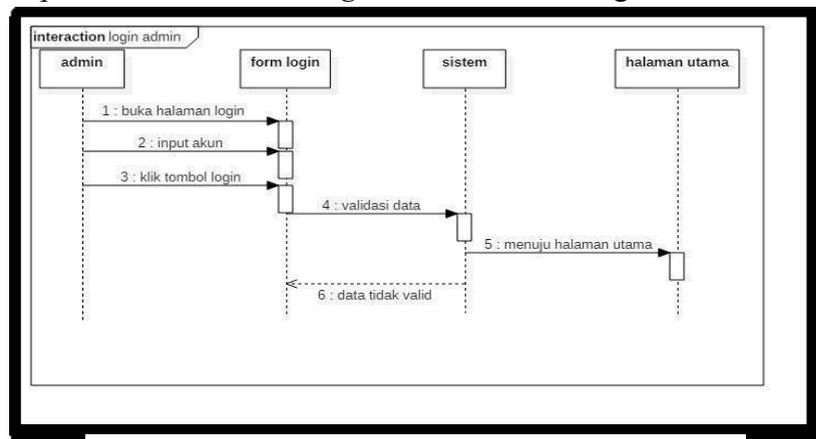 interaction login admin
admin
form login
sistem
halaman utama
1 : buka halaman login
2 : input akun
3 : klik tombol login
4 : validasi data
5 : menuju halaman utama
6 : data tidak valid